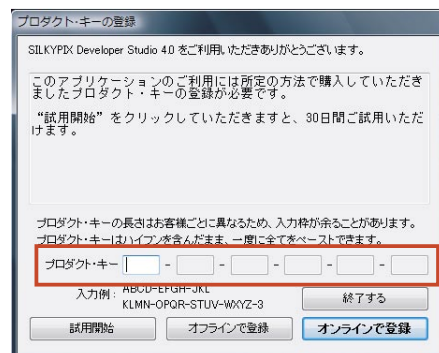 プロダクト・キーの登録
SILKYPIX Developer Studio 4.0 をご利用いただきありがとうございます。
このアプリケーションのご利用には所定の方法で購入していただき
ましたプロダクト・キーの登録が必要です。
“試用開始”をクリックしていただきますと、30日間ご試用いただ
けます。
プロダクト・キーの長さはお客様ごとに異なるため、入力枠が余ることがあります。
プロダクト・キーはハイフンを含んだまま、一度に全てをペーストできます。
プロダクト・キー - - - - -
入力例: ABCD-EFGH-JKL
KLMN-OPQR-STUV-WXYZ-3
終了する
試用開始 オフラインで登録 オンラインで登録